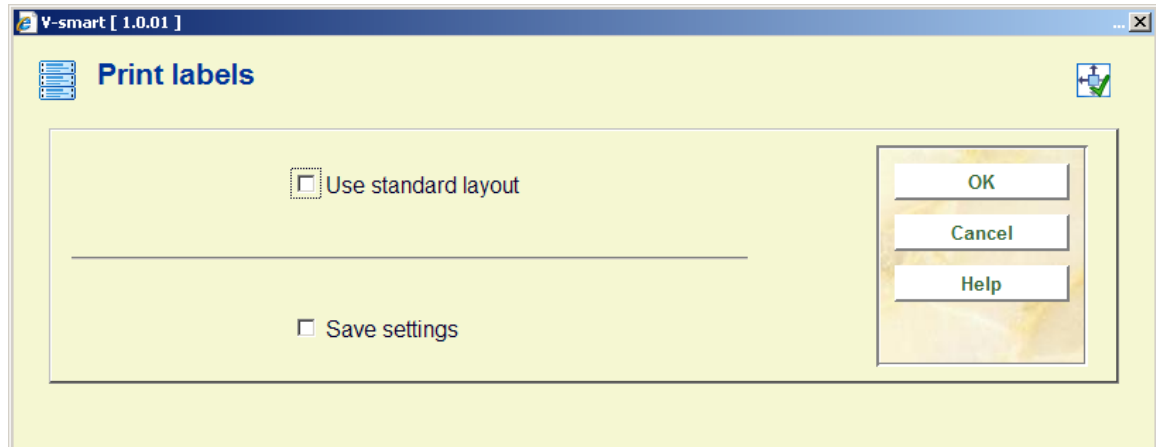 V-smart [ 1.0.01 ]
...
Print labels
Use standard layout
Save settings
OK
Cancel
Help